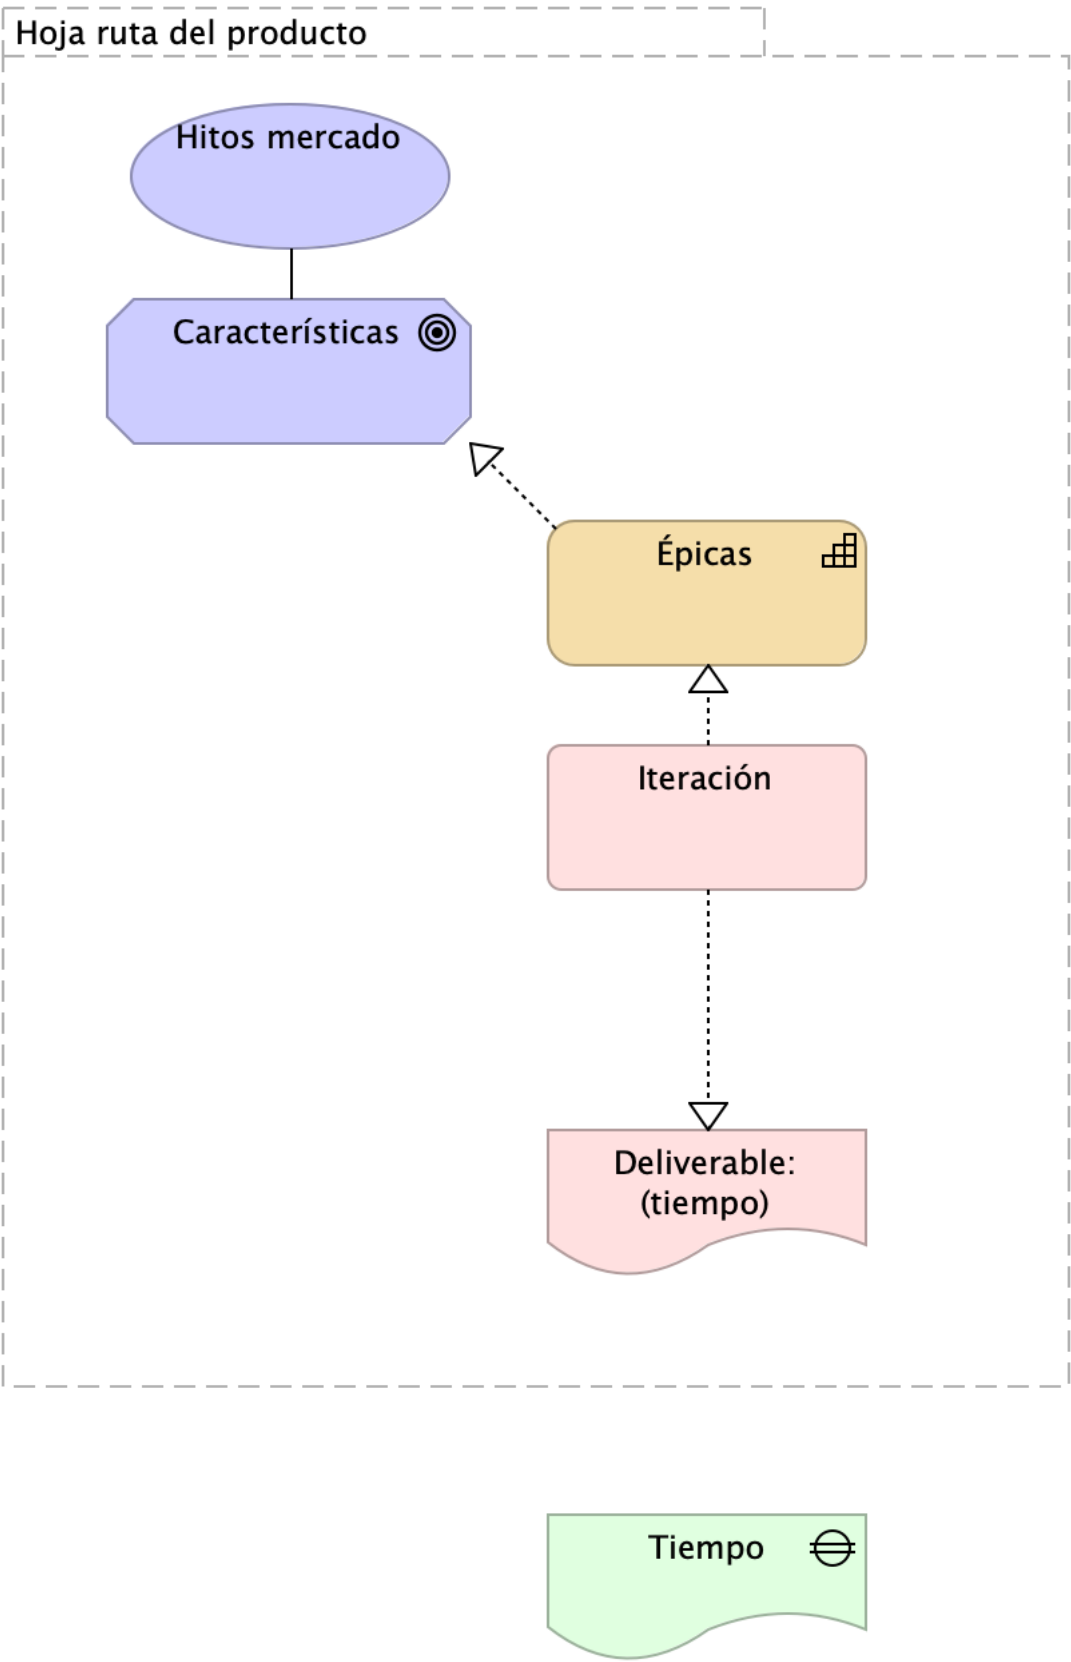 Hoja ruta del producto
Hitos mercado
Características
Épicas
Iteración
Deliverable:
(tiempo)
Tiempo